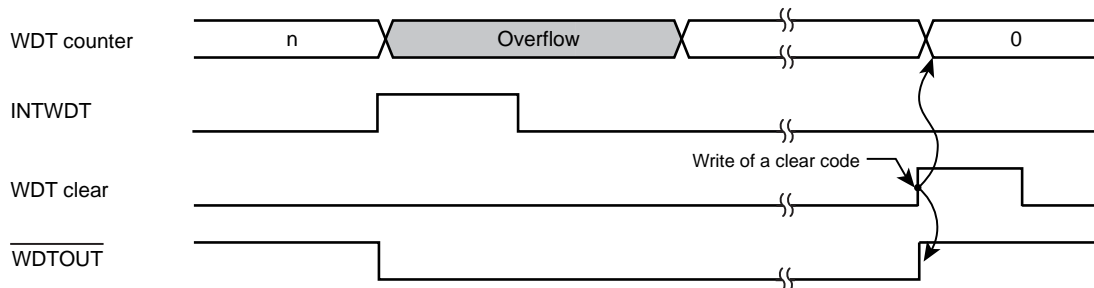 WDT counter
n
Overflow
0
INTWDT
Write of a clear code
WDT clear
WDTOUT